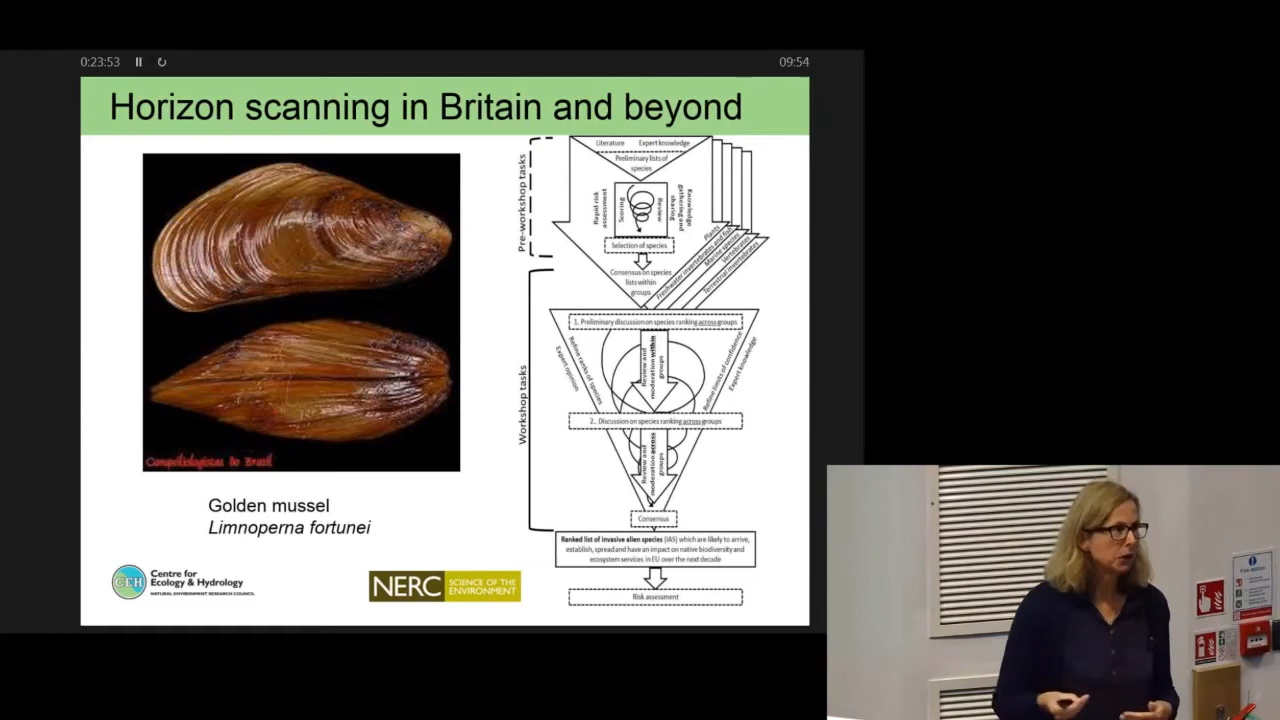 0:23:53
09:54
Horizon scanning in Britain and beyond
Conquiliologistas do Brasil
Golden mussel
Limnoperna fortunei
CEH
Centre for
Ecology & Hydrology
NATURAL ENVIRONMENT RESEARCH COUNCIL
NERC
SCIENCE OF THE
ENVIRONMENT
Pre-workshop tasks
Literature
Expert knowledge
Preliminary lists of
species
Rapid risk
assessment
Scoring
Review
Knowledge
gathering and
sharing
Selection of species
Consensus on species
lists within
groups
Plants
Freshwater invertebrates and fish
Marine species
Vertebrates
Terrestrial invertebrates
Workshop tasks
1. Preliminary discussion on species ranking across groups
Refine ranks of species
Expert opinion
Review and
moderation within
groups
Refine limits of confidence
Expert knowledge
2.. Discussion on species ranking across groups
Review and
moderation across
groups
Consensus
Ranked list of invasive alien species (IAS) which are likely to arrive,
establish, spread and have an impact on native biodiversity and
ecosystem services in EU over the next decade
Risk assessment